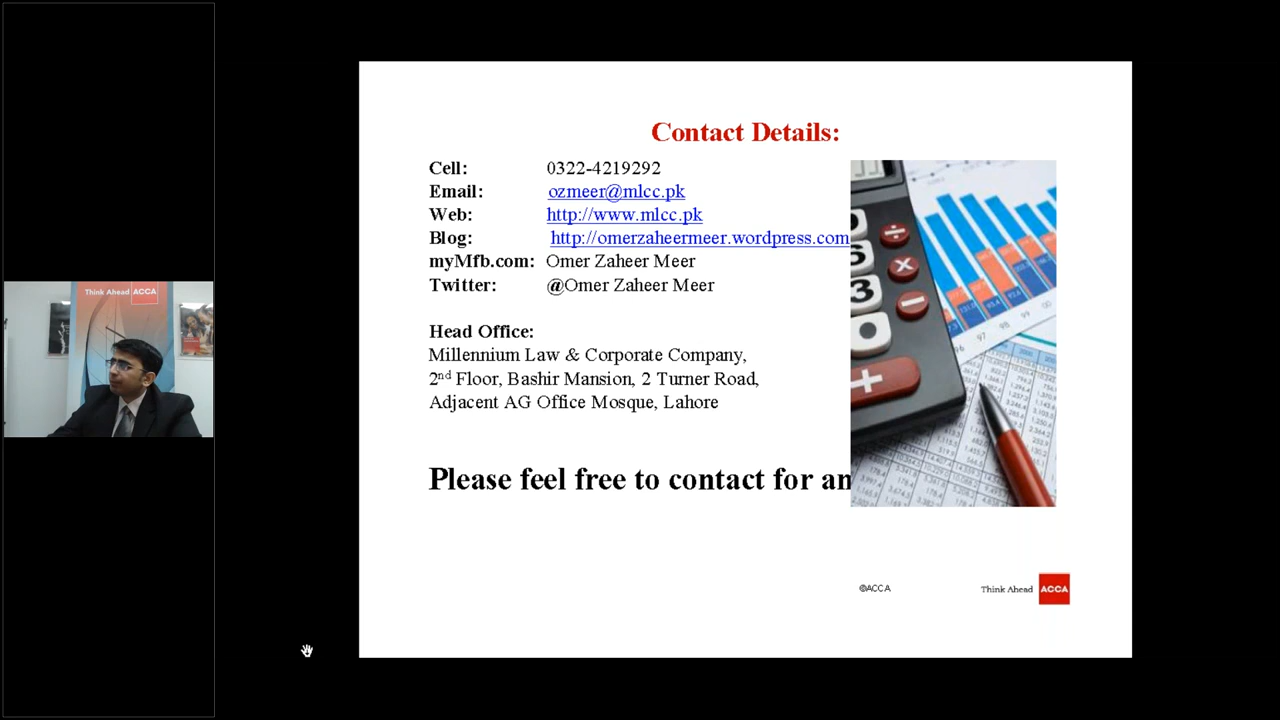 Contact Details:
Cell: 0322-4219292
Email: ozmeer@mlcc.pk
Web: http://www.mlcc.pk
Blog: http://omerzaheermeer.wordpress.com
myMfb.com: Omer Zaheer Meer
Twitter: @Omer Zaheer Meer
Head Office:
Millennium Law & Corporate Company,
2nd Floor, Bashir Mansion, 2 Turner Road,
Adjacent AG Office Mosque, Lahore
Please feel free to contact for an
©ACCA
Think Ahead ACCA
Think Ahead ACCA